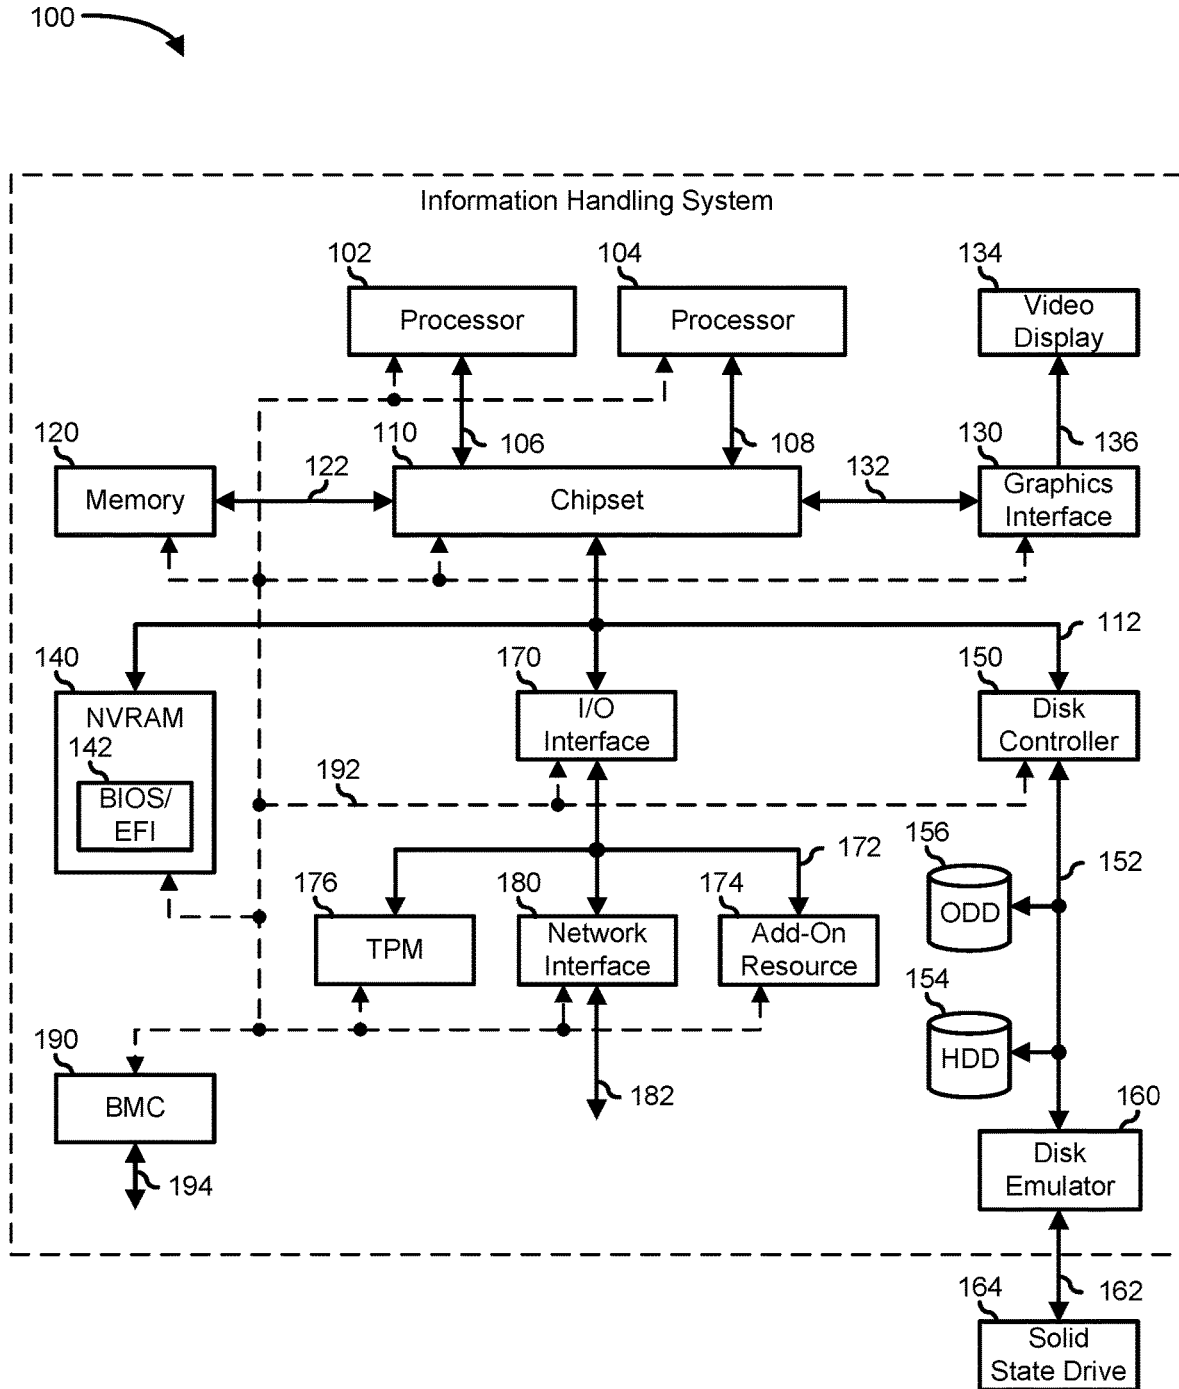 100
Information Handling System
102
104
134
Processor
Processor
Video
Display
120
110
106
108
130
136
122
132
Memory
Chipset
Graphics
Interface
112
140
170
150
NVRAM
I/O
Interface
Disk
Controller
142
BIOS/
EFI
192
156
152
172
176
180
174
ODD
TPM
Network
Interface
Add-On
Resource
154
190
HDD
BMC
182
160
194
Disk
Emulator
164
162
Solid
State Drive